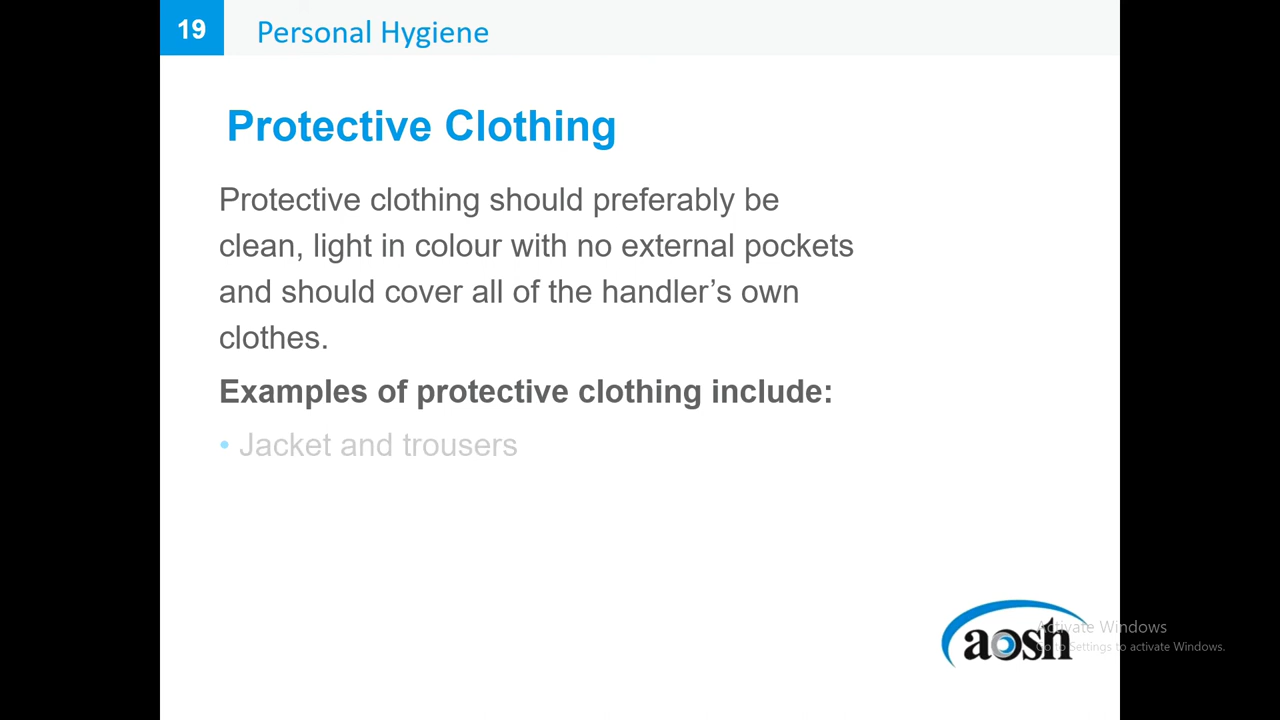 19
Personal Hygiene
Protective Clothing
Protective clothing should preferably be
clean, light in colour with no external pockets
and should cover all of the handler’s own
clothes.
Examples of protective clothing include:
• Jacket and trousers
aosh
Activate Windows
Go to Settings to activate Windows.